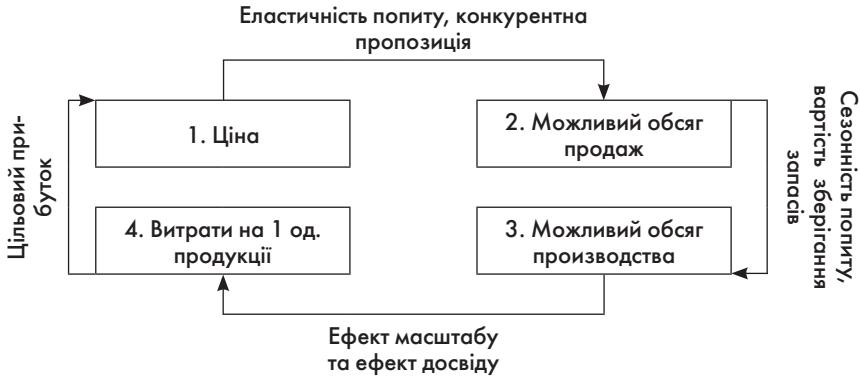 Еластичність попиту, конкурентна
пропозиція
1. Ціна
2. Можливий обсяг
продаж
Сезонність попиту,
вартість зберігання
запасів
Цільовий при-
буток
4. Витрати на 1 од.
продукції
3. Можливий обсяг
производства
Ефект масштабу
та ефект досвіду